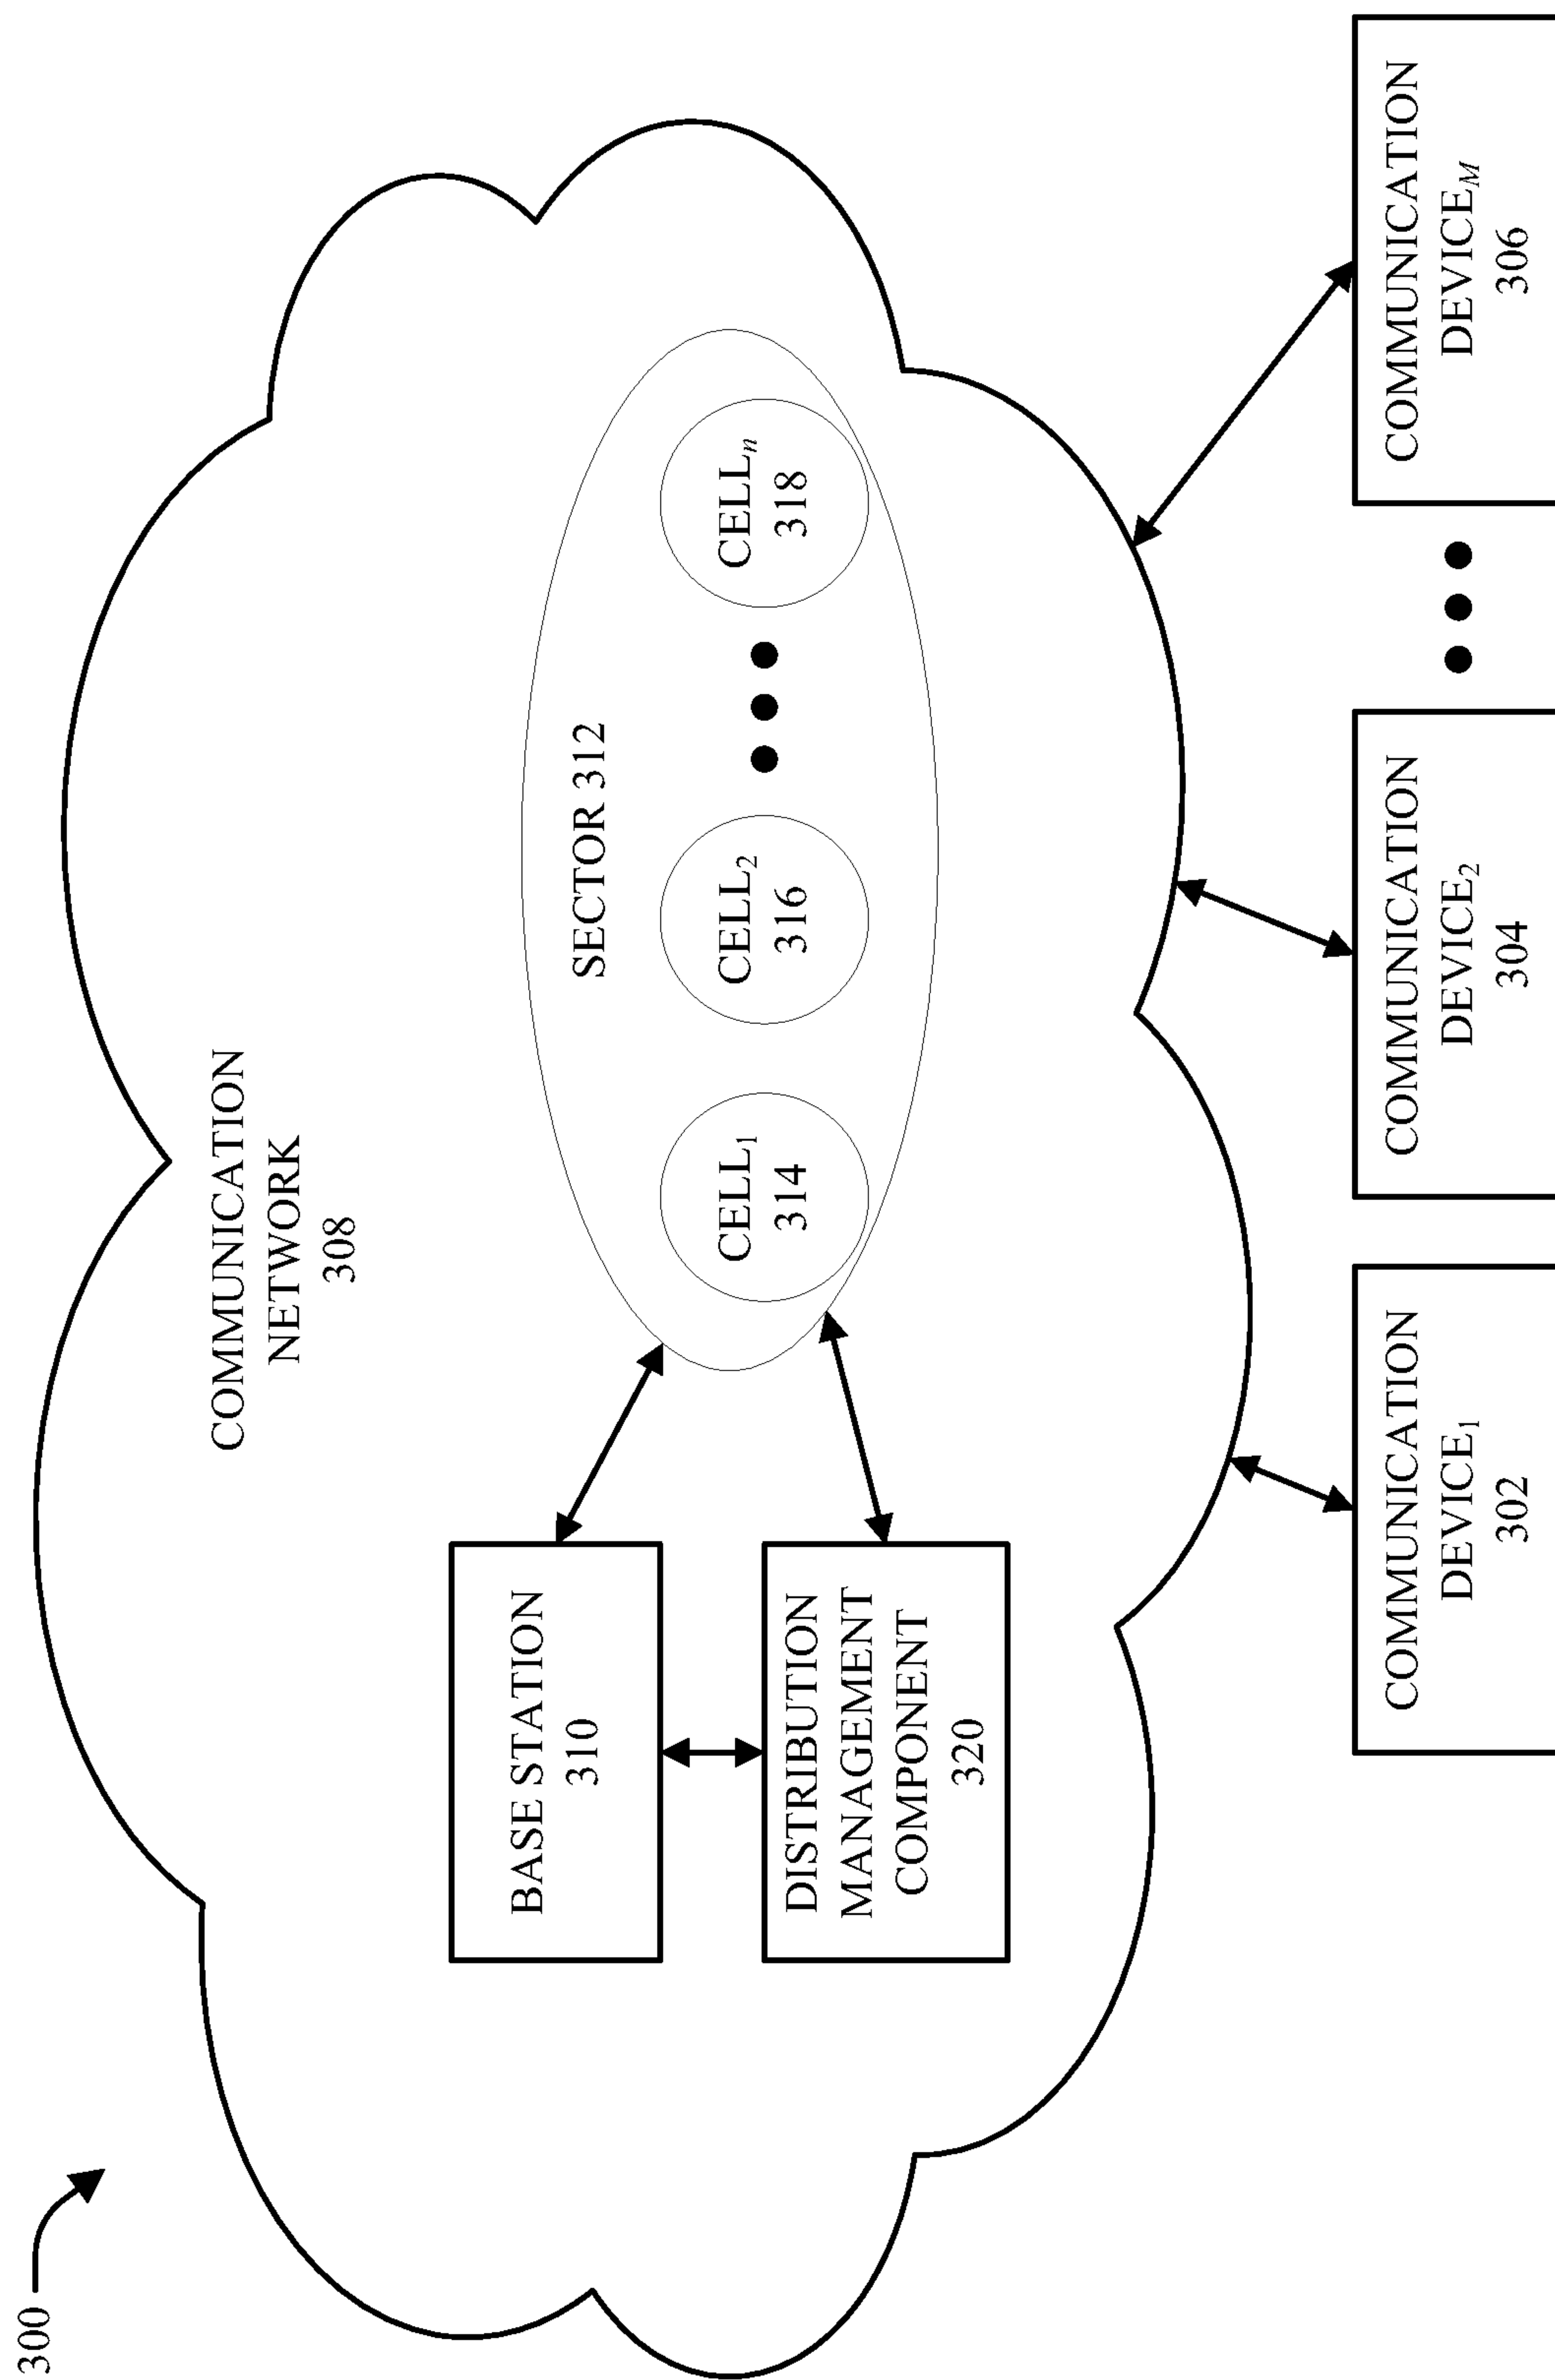 300
COMMUNICATION
NETWORK
308
BASE STATION
310
SECTOR 312
CELL1
314
CELL2
316
CELLn
318
DISTRIBUTION
MANAGEMENT
COMPONENT
320
COMMUNICATION
DEVICE1
302
COMMUNICATION
DEVICE2
304
COMMUNICATION
DEVICEM
306